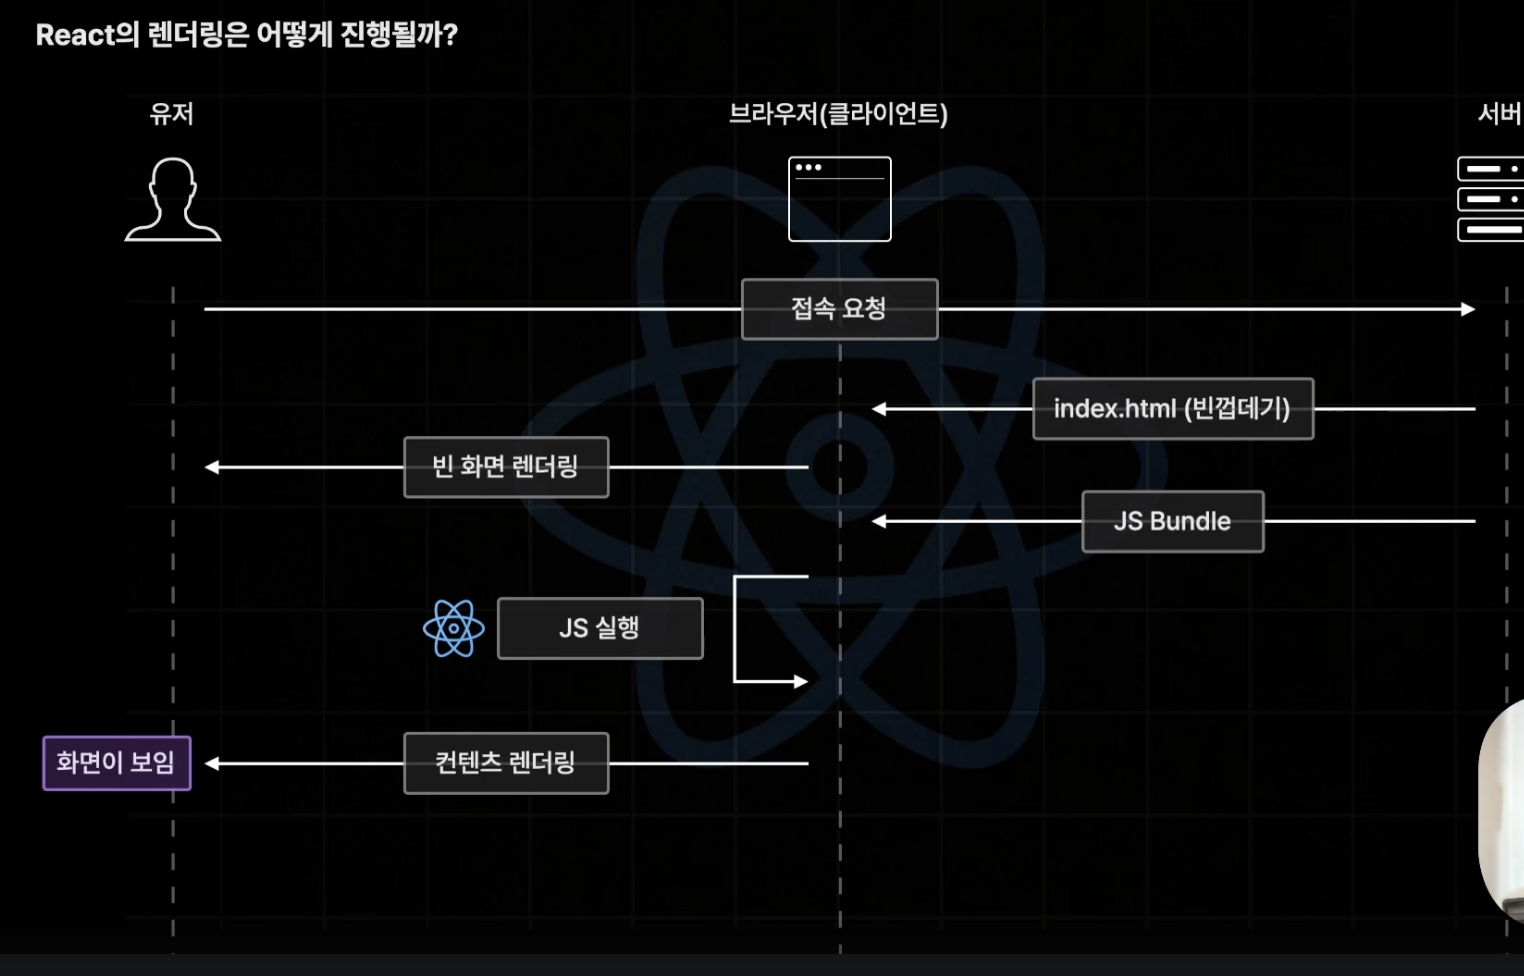 React의 렌더링은 어떻게 진행될까?
유저
브라우저(클라이언트)
서버
접속 요청
index.html (빈껍데기)
빈 화면 렌더링
JS Bundle
JS 실행
화면이 보임
컨텐츠 렌더링